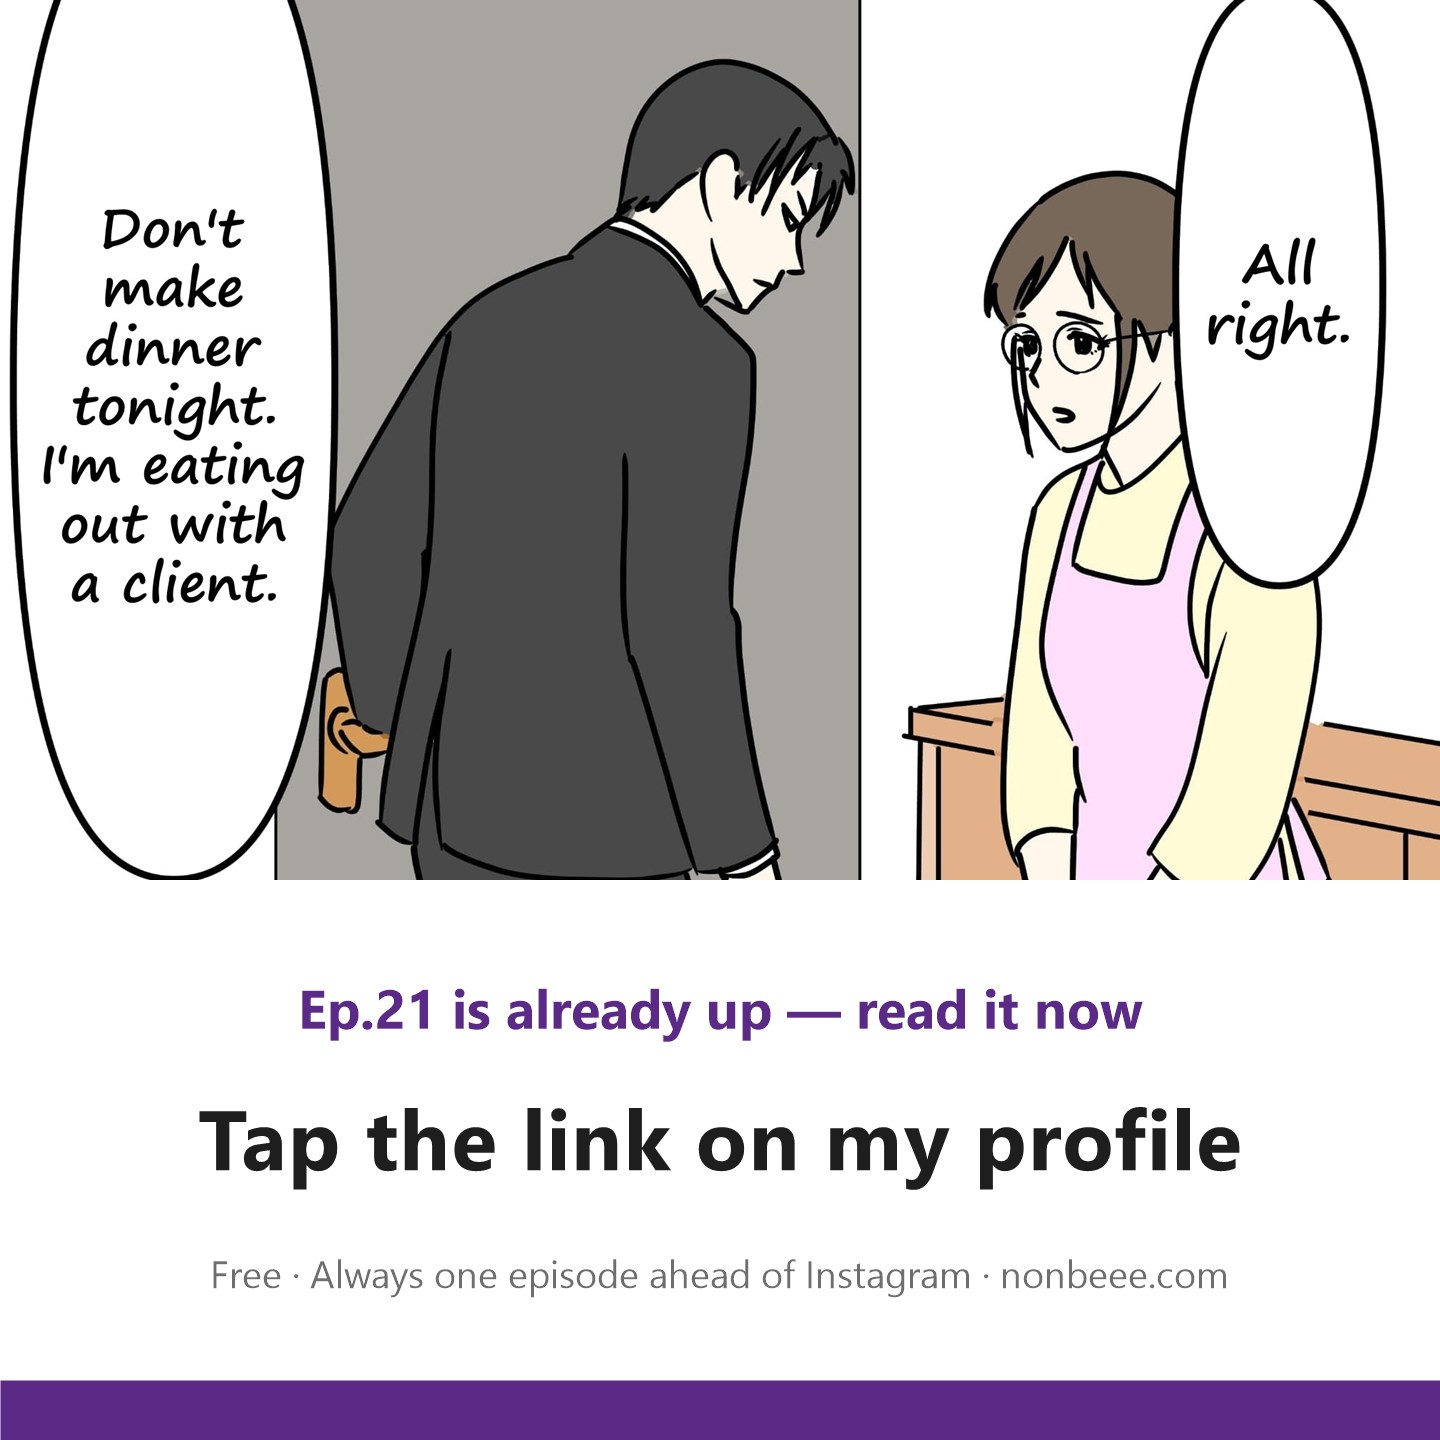 Don't
make
dinner
tonight.
I'm eating
out with
a client.
All
right.
Ep.21 is already up — read it now
Tap the link on my profile
Free · Always one episode ahead of Instagram · nonbeee.com